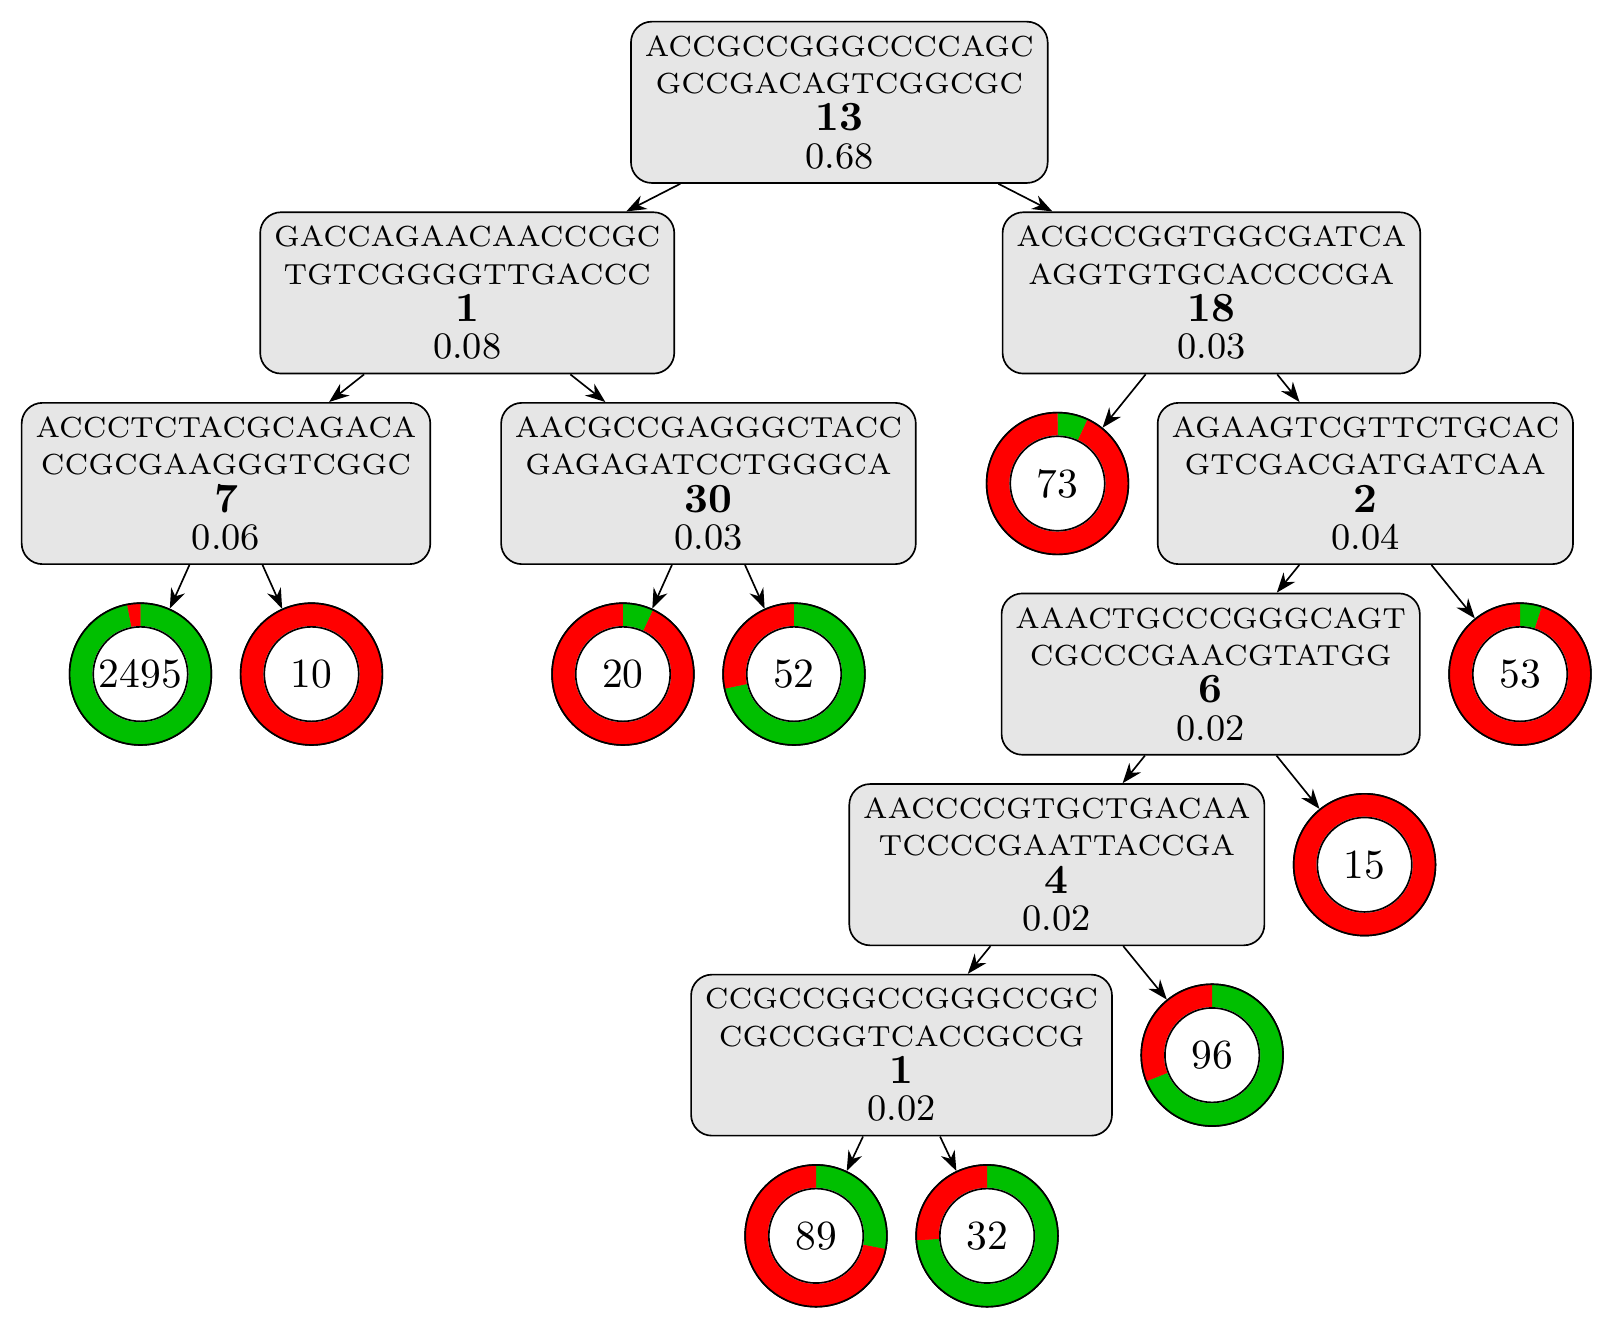 ACCGCCGGGCCCCAGC
GCCGACAGTCGGCGC
13
0.68
GACCAGAACAACCCGC
TGTCGGGGTTGACCC
1
0.08
ACGCCGGTGGCGATCA
AGGTGTGCACCCCGA
18
0.03
ACCCTCTACGCAGACA
CCGCGAAGGGTCGGC
7
0.06
AACGCCGAGGGCTACC
GAGAGATCCTGGGCA
30
0.03
73
AGAAGTCGTTCTGCAC
GTCGACGATGATCAA
2
0.04
2495
10
20
52
AAACTGCCCGGGCAGT
CGCCCGAACGTATGG
6
0.02
53
AACCCCGTGCTGACAA
TCCCCGAATTACCGA
4
0.02
15
CCGCCGGCCGGGCCGC
CGCCGGTCACCGCCG
1
0.02
96
89
32